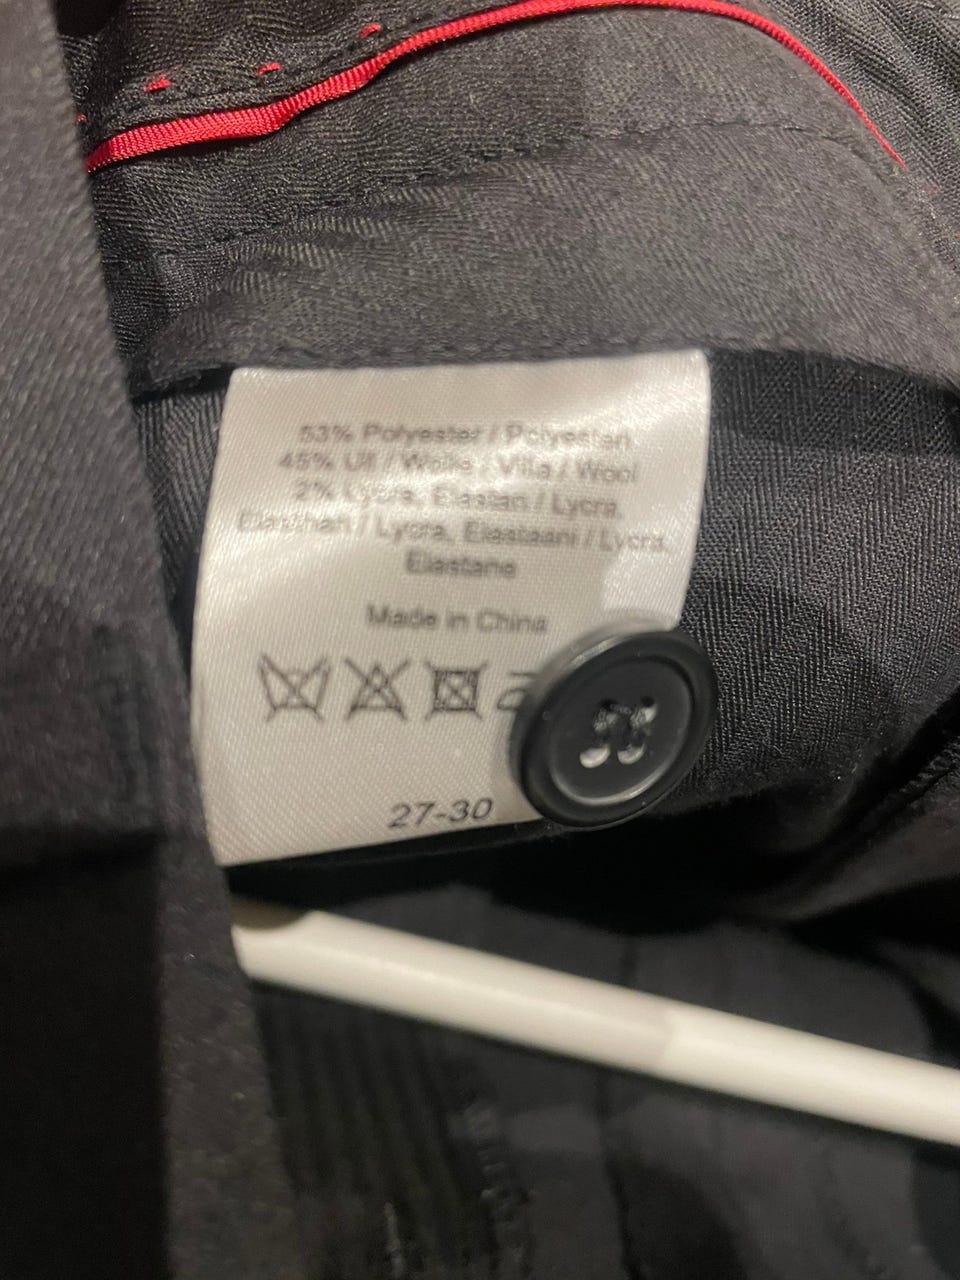 53% Polyester / Polyesteri
45% Ull / Wolle / Villa / Wool
2% Lycra, Elastan / Lycra,
Elasthan / Lycra, Elastaani / Lycra,
Elastane
Made in China
27-30